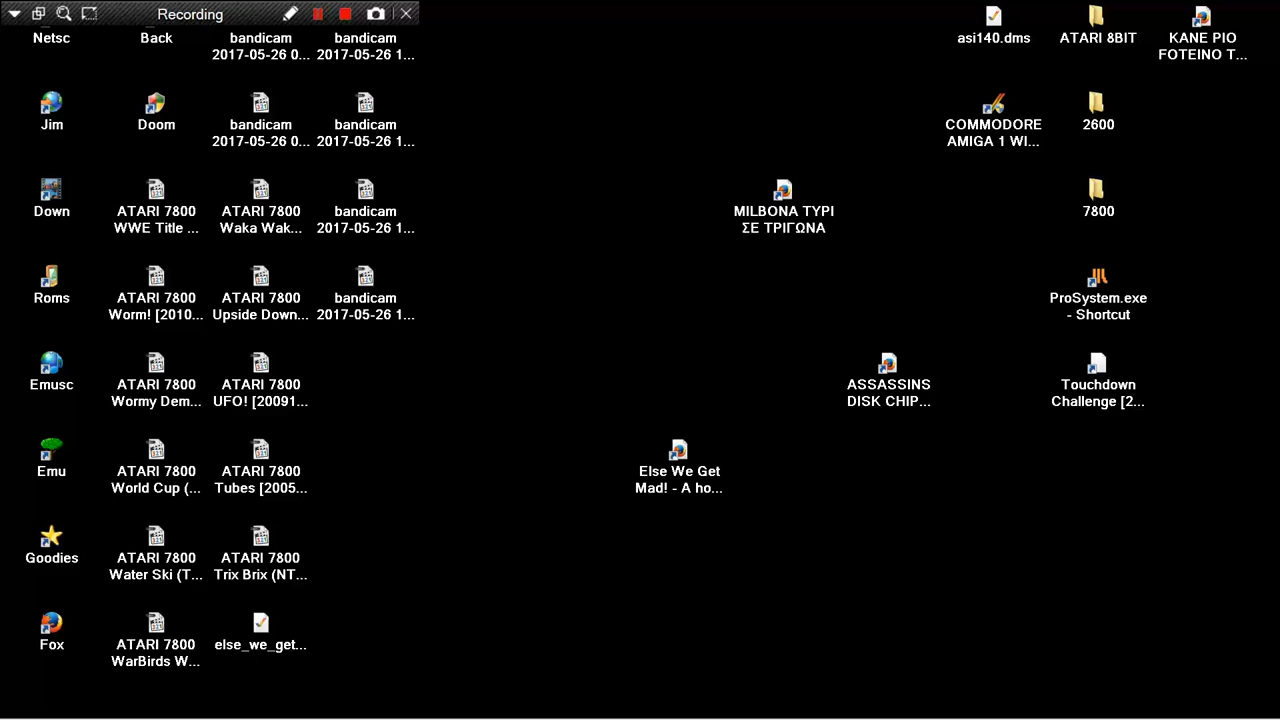 Recording
Netsc
Back
bandicam
2017-05-26 0...
bandicam
2017-05-26 1...
asi140.dms
ATARI 8BIT
KANE PIO
FOTEINO T...
Jim
Doom
bandicam
2017-05-26 0...
bandicam
2017-05-26 1...
COMMODORE
AMIGA 1 WI...
2600
Down
ATARI 7800
WWE Title ...
ATARI 7800
Waka Wak...
bandicam
2017-05-26 1...
MILBONA ΤΥΡΙ
ΣΕ ΤΡΙΓΩΝΑ
7800
Roms
ATARI 7800
Worm! [2010...
ATARI 7800
Upside Down...
bandicam
2017-05-26 1...
ProSystem.exe
- Shortcut
Emusc
ATARI 7800
Wormy Dem...
ATARI 7800
UFO! [20091...
ASSASSINS
DISK CHIP...
Touchdown
Challenge [2...
Emu
ATARI 7800
World Cup (...
ATARI 7800
Tubes [2005...
Else We Get
Mad! - A ho...
Goodies
ATARI 7800
Water Ski (T...
ATARI 7800
Trix Brix (NT...
Fox
ATARI 7800
WarBirds W...
else_we_get...